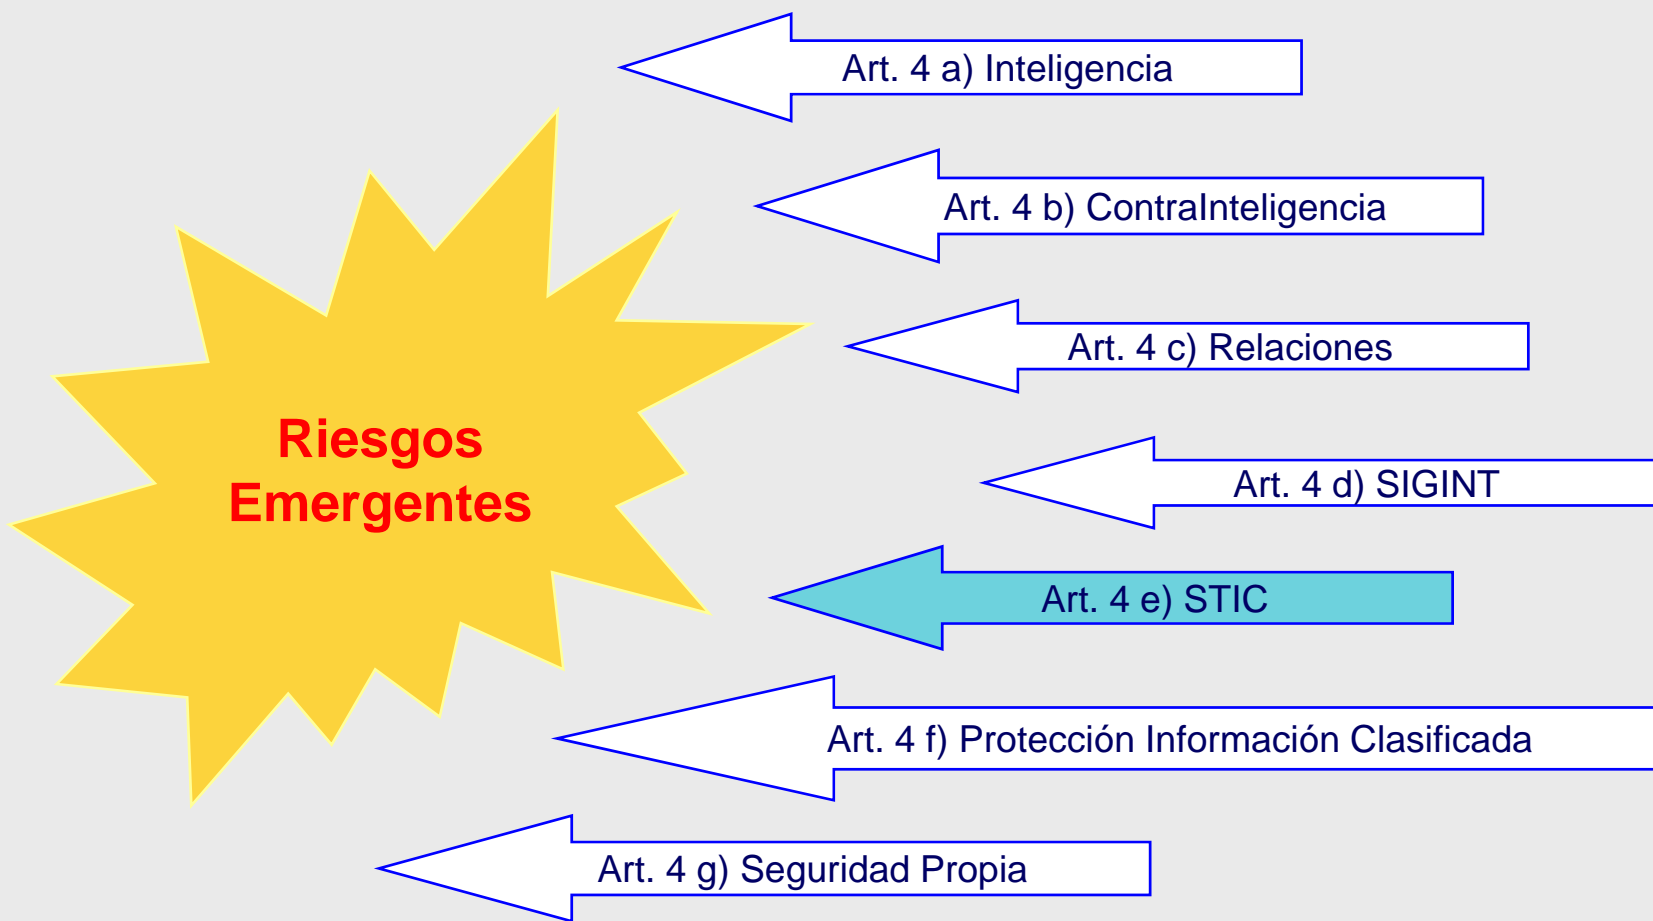 Art. 4 a) Inteligencia
Art. 4 b) ContraInteligencia
Art. 4 c) Relaciones
Riesgos
Emergentes
Art. 4 d) SIGINT
Art. 4 e) STIC
Art. 4 f) Protección Información Clasificada
Art. 4 g) Seguridad Propia